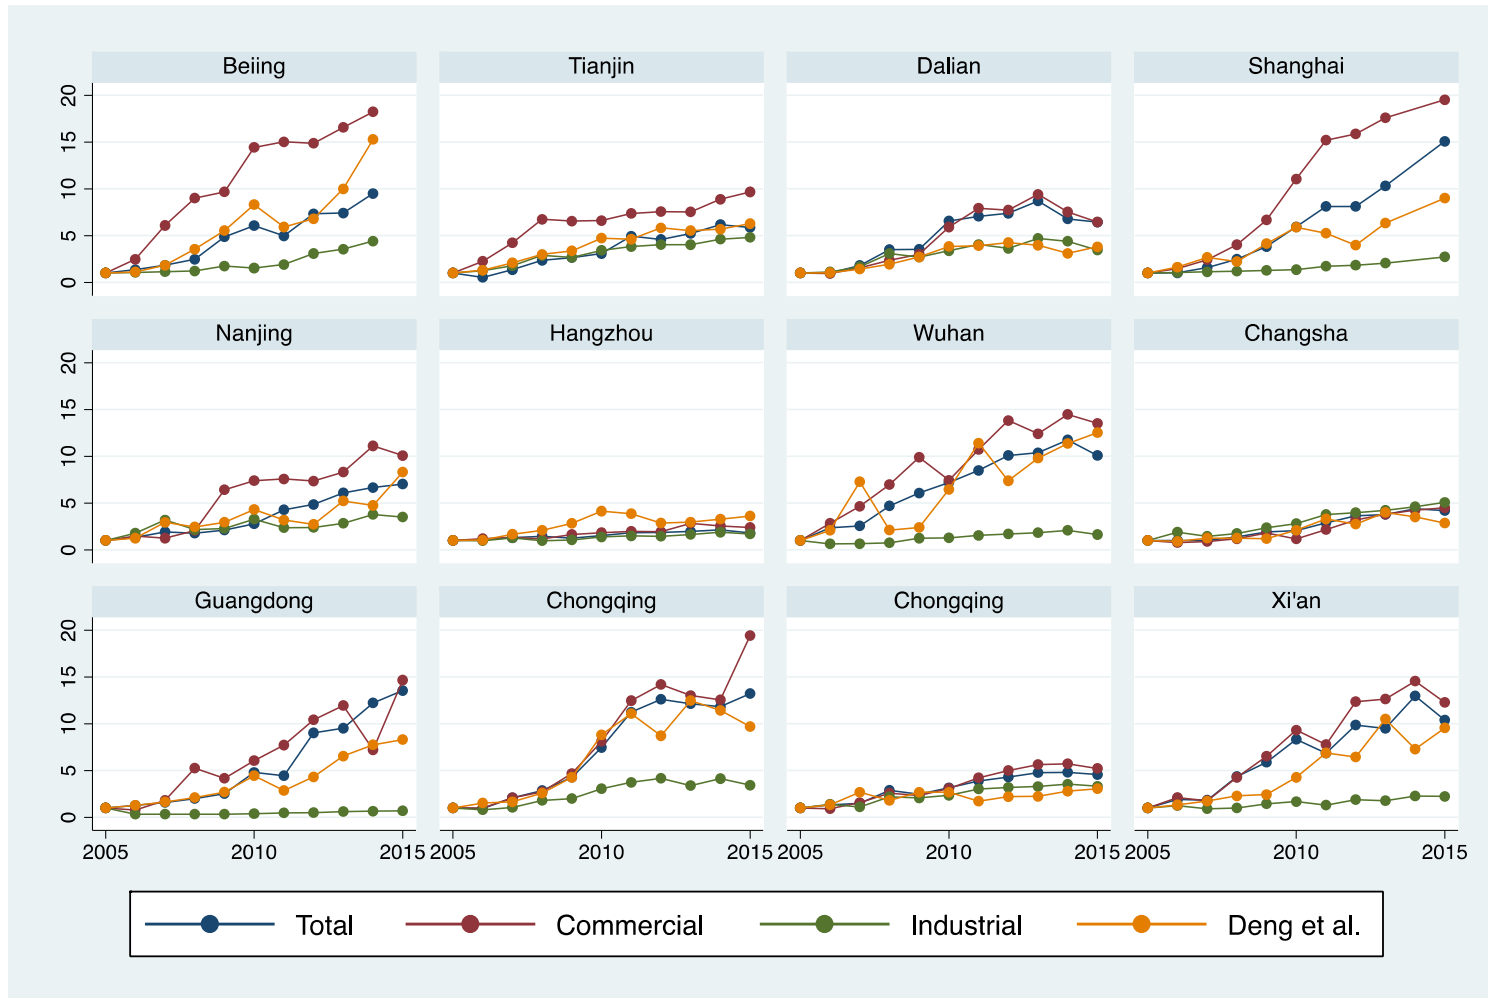 Beiing
Tianjin
Dalian
Shanghai
0 5 10 15 20
Nanjing
Hangzhou
Wuhan
Changsha
0 5 10 15 20
Guangdong
Chongqing
Chongqing
Xi'an
0 5 10 15 20
2005 2010 2015 2005 2010 2015 2005 2010 2015 2005 2010 2015
Total Commercial Industrial Deng et al.